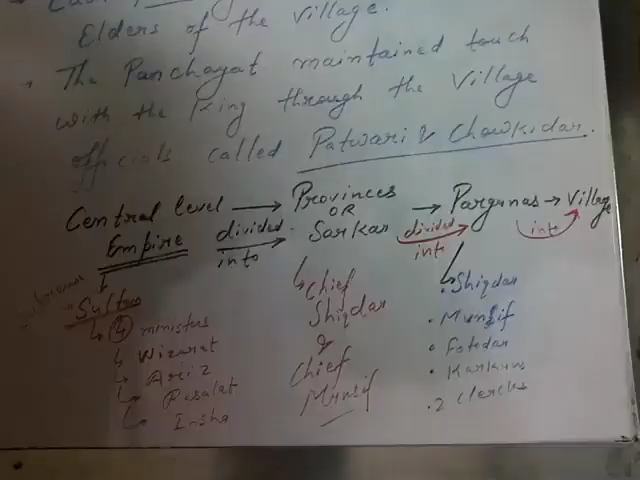 Elders of the village.
The Panchayat maintained touch
with the King through the Village
officials called Patwari & Chowkidar.
Central level → Provinces → Parganas → Village
OR
Empire divided into Sarkar divided into into
Sultan
4 ministers
Wizarat
Ariz
Rasalat
Insha
Chief
Shiqdar
&
Chief
Munsif
Shiqdar
Munsif
Fotedar
Karkuns
2 Clerks